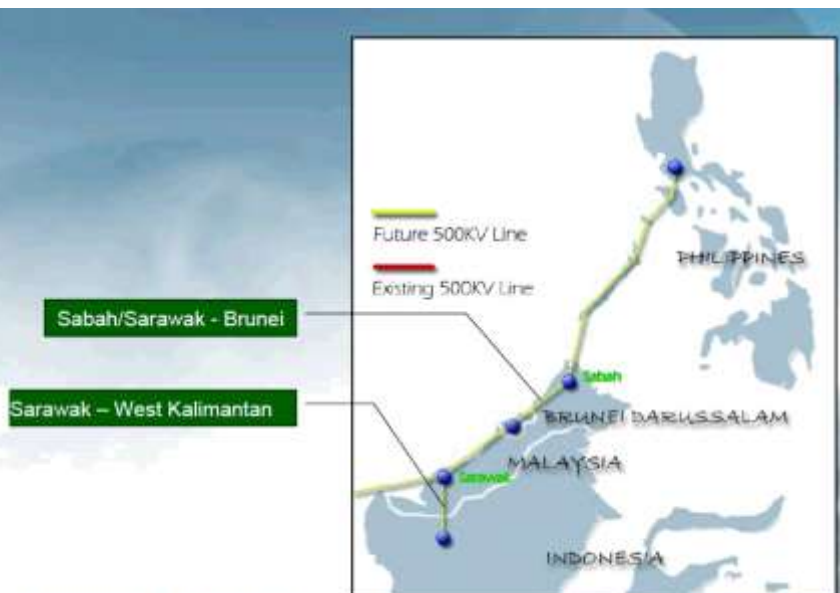 Future 500KV Line
PHILIPPINES
Existing 500KV Line
Sabah/Sarawak - Brunei
Sabah
Sarawak – West Kalimantan
BRUNEI DARUSSALAM
MALAYSIA
Sarawak
INDONESIA